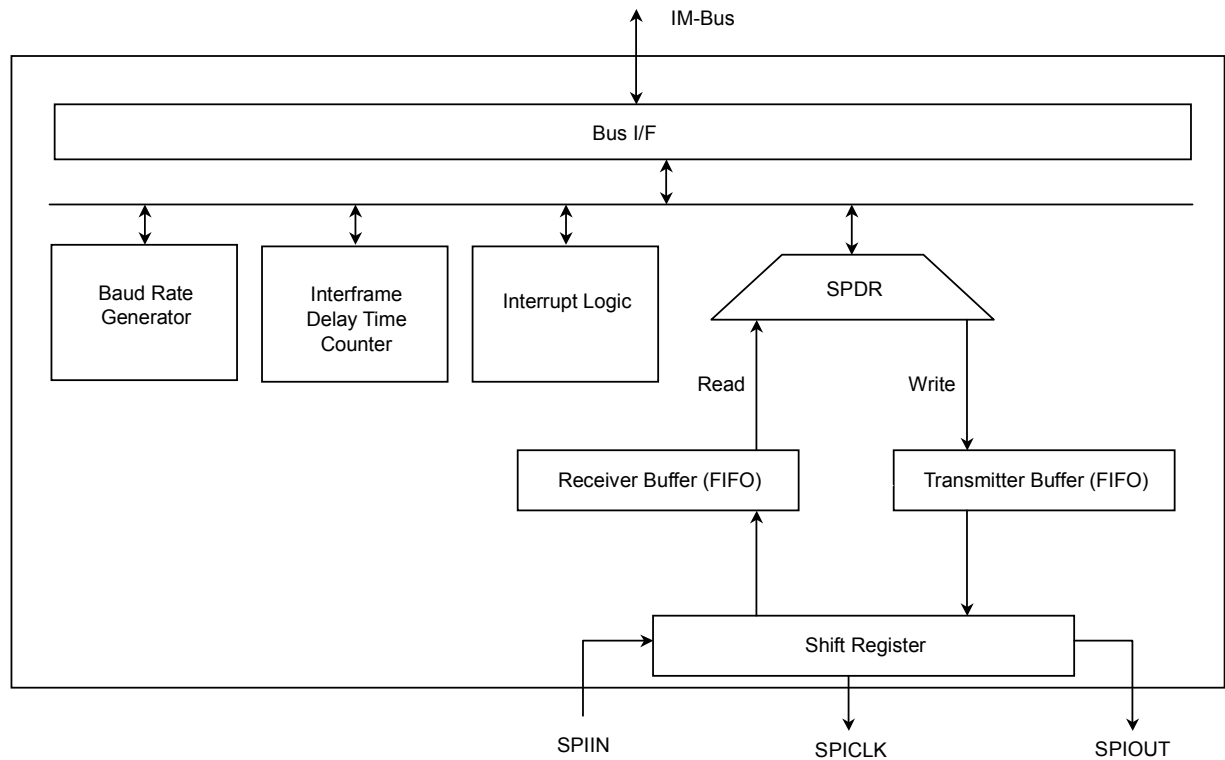 IM-Bus
Bus I/F
Baud Rate
Generator
Interframe
Delay Time
Counter
Interrupt Logic
SPDR
Read
Write
Receiver Buffer (FIFO)
Transmitter Buffer (FIFO)
Shift Register
SPIIN
SPICLK
SPIOUT